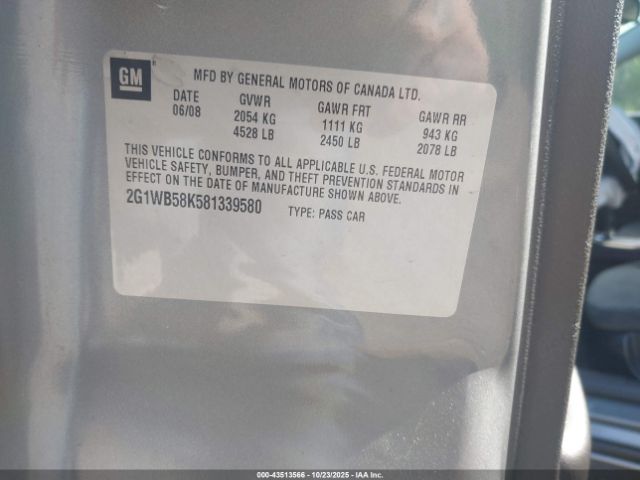 GM
MFD BY GENERAL MOTORS OF CANADA LTD.
DATE GVWR GAWR FRT GAWR RR
06/08 2054 KG 1111 KG 943 KG
4528 LB 2450 LB 2078 LB
THIS VEHICLE CONFORMS TO ALL APPLICABLE U.S. FEDERAL MOTOR
VEHICLE SAFETY, BUMPER, AND THEFT PREVENTION STANDARDS IN
EFFECT ON THE DATE OF MANUFACTURE SHOWN ABOVE.
2G1WB58K581339580 TYPE: PASS CAR
000-43513566 - 10/23/2025 - IAA Inc.